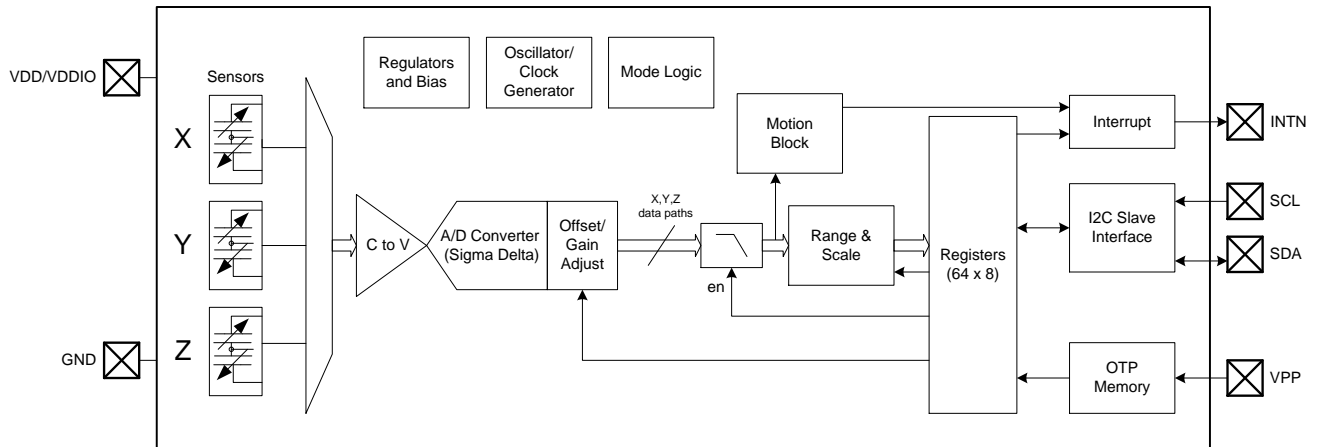 VDD/VDDIO
GND
Sensors
X
Y
Z
Regulators
and Bias
Oscillator/
Clock
Generator
Mode Logic
C to V
A/D Converter
(Sigma Delta)
Offset/
Gain
Adjust
X,Y,Z
data paths
en
Motion
Block
Range &
Scale
Registers
(64 x 8)
Interrupt
I2C Slave
Interface
OTP
Memory
INTN
SCL
SDA
VPP